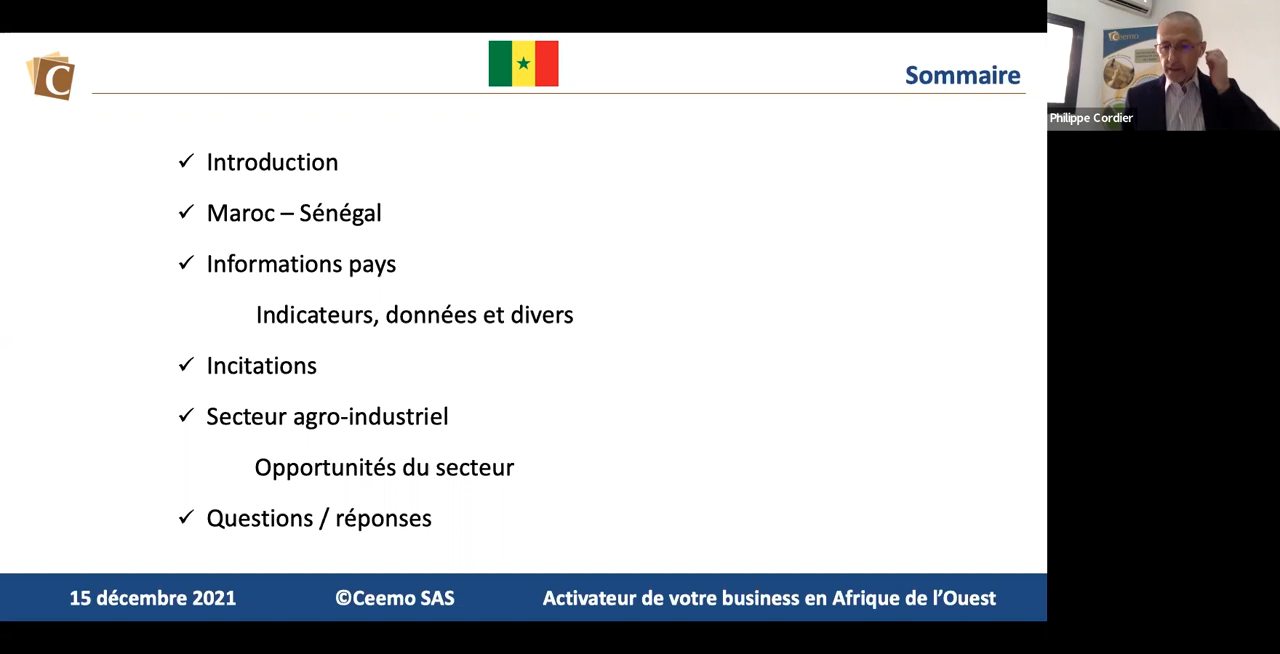 C
Sommaire
✓ Introduction
✓ Maroc – Sénégal
✓ Informations pays
Indicateurs, données et divers
✓ Incitations
✓ Secteur agro-industriel
Opportunités du secteur
✓ Questions / réponses
15 décembre 2021 ©Ceemo SAS Activateur de votre business en Afrique de l’Ouest
Ceemo
Philippe Cordier